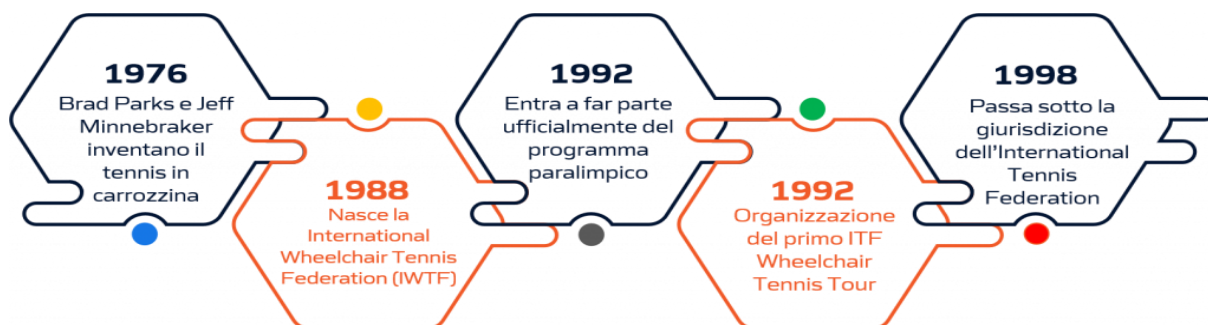 1976
Brad Parks e Jeff
Minnebraker
inventano il
tennis in
carrozzina
1988
Nasce la
International
Wheelchair Tennis
Federation (IWTF)
1992
Entra a far parte
ufficialmente del
programma
paralimpico
1992
Organizzazione
del primo ITF
Wheelchair
Tennis Tour
1998
Passa sotto la
giurisdizione
dell'International
Tennis
Federation